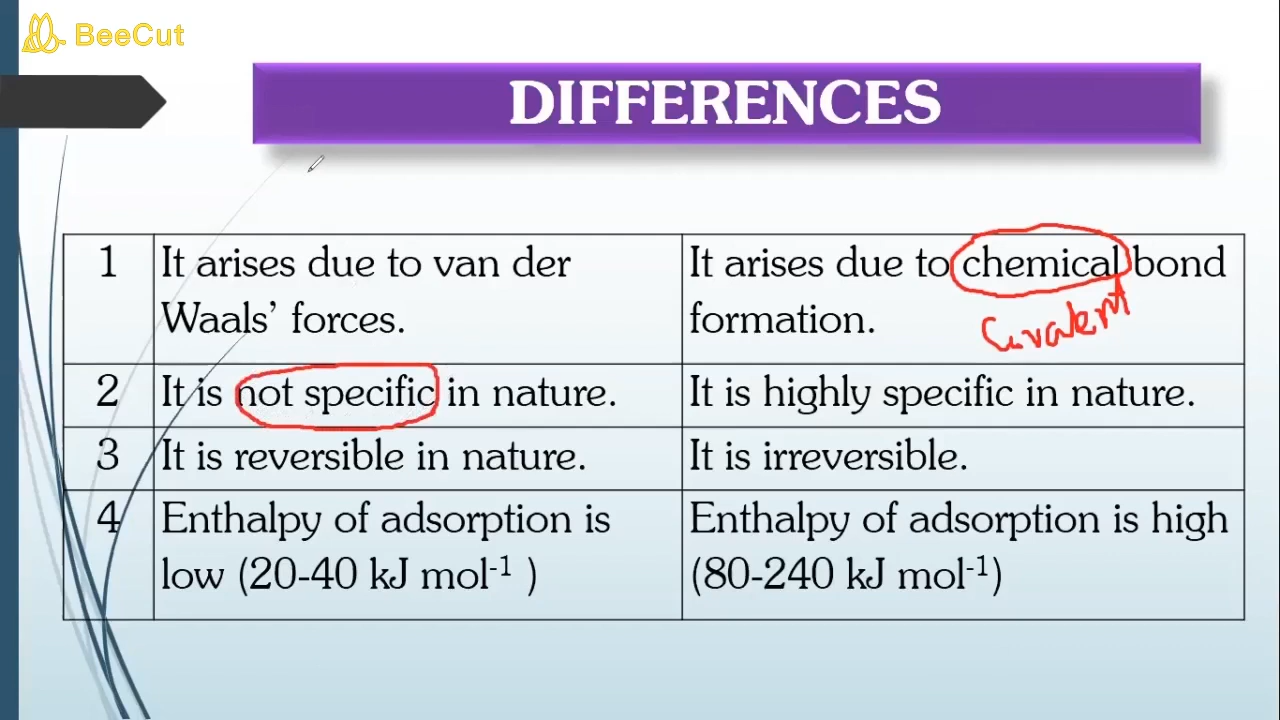 BeeCut
DIFFERENCES
1
It arises due to van der
Waals’ forces.
It arises due to chemical bond
formation.
Covalent
2
It is not specific in nature.
It is highly specific in nature.
3
It is reversible in nature.
It is irreversible.
4
Enthalpy of adsorption is
low (20-40 kJ mol⁻¹ )
Enthalpy of adsorption is high
(80-240 kJ mol⁻¹)